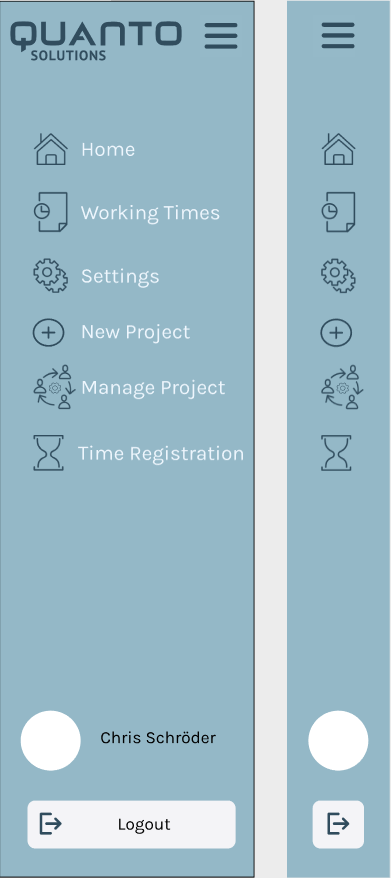 QUANTO
SOLUTIONS
Home
Working Times
Settings
New Project
Manage Project
Time Registration
Chris Schröder
Logout